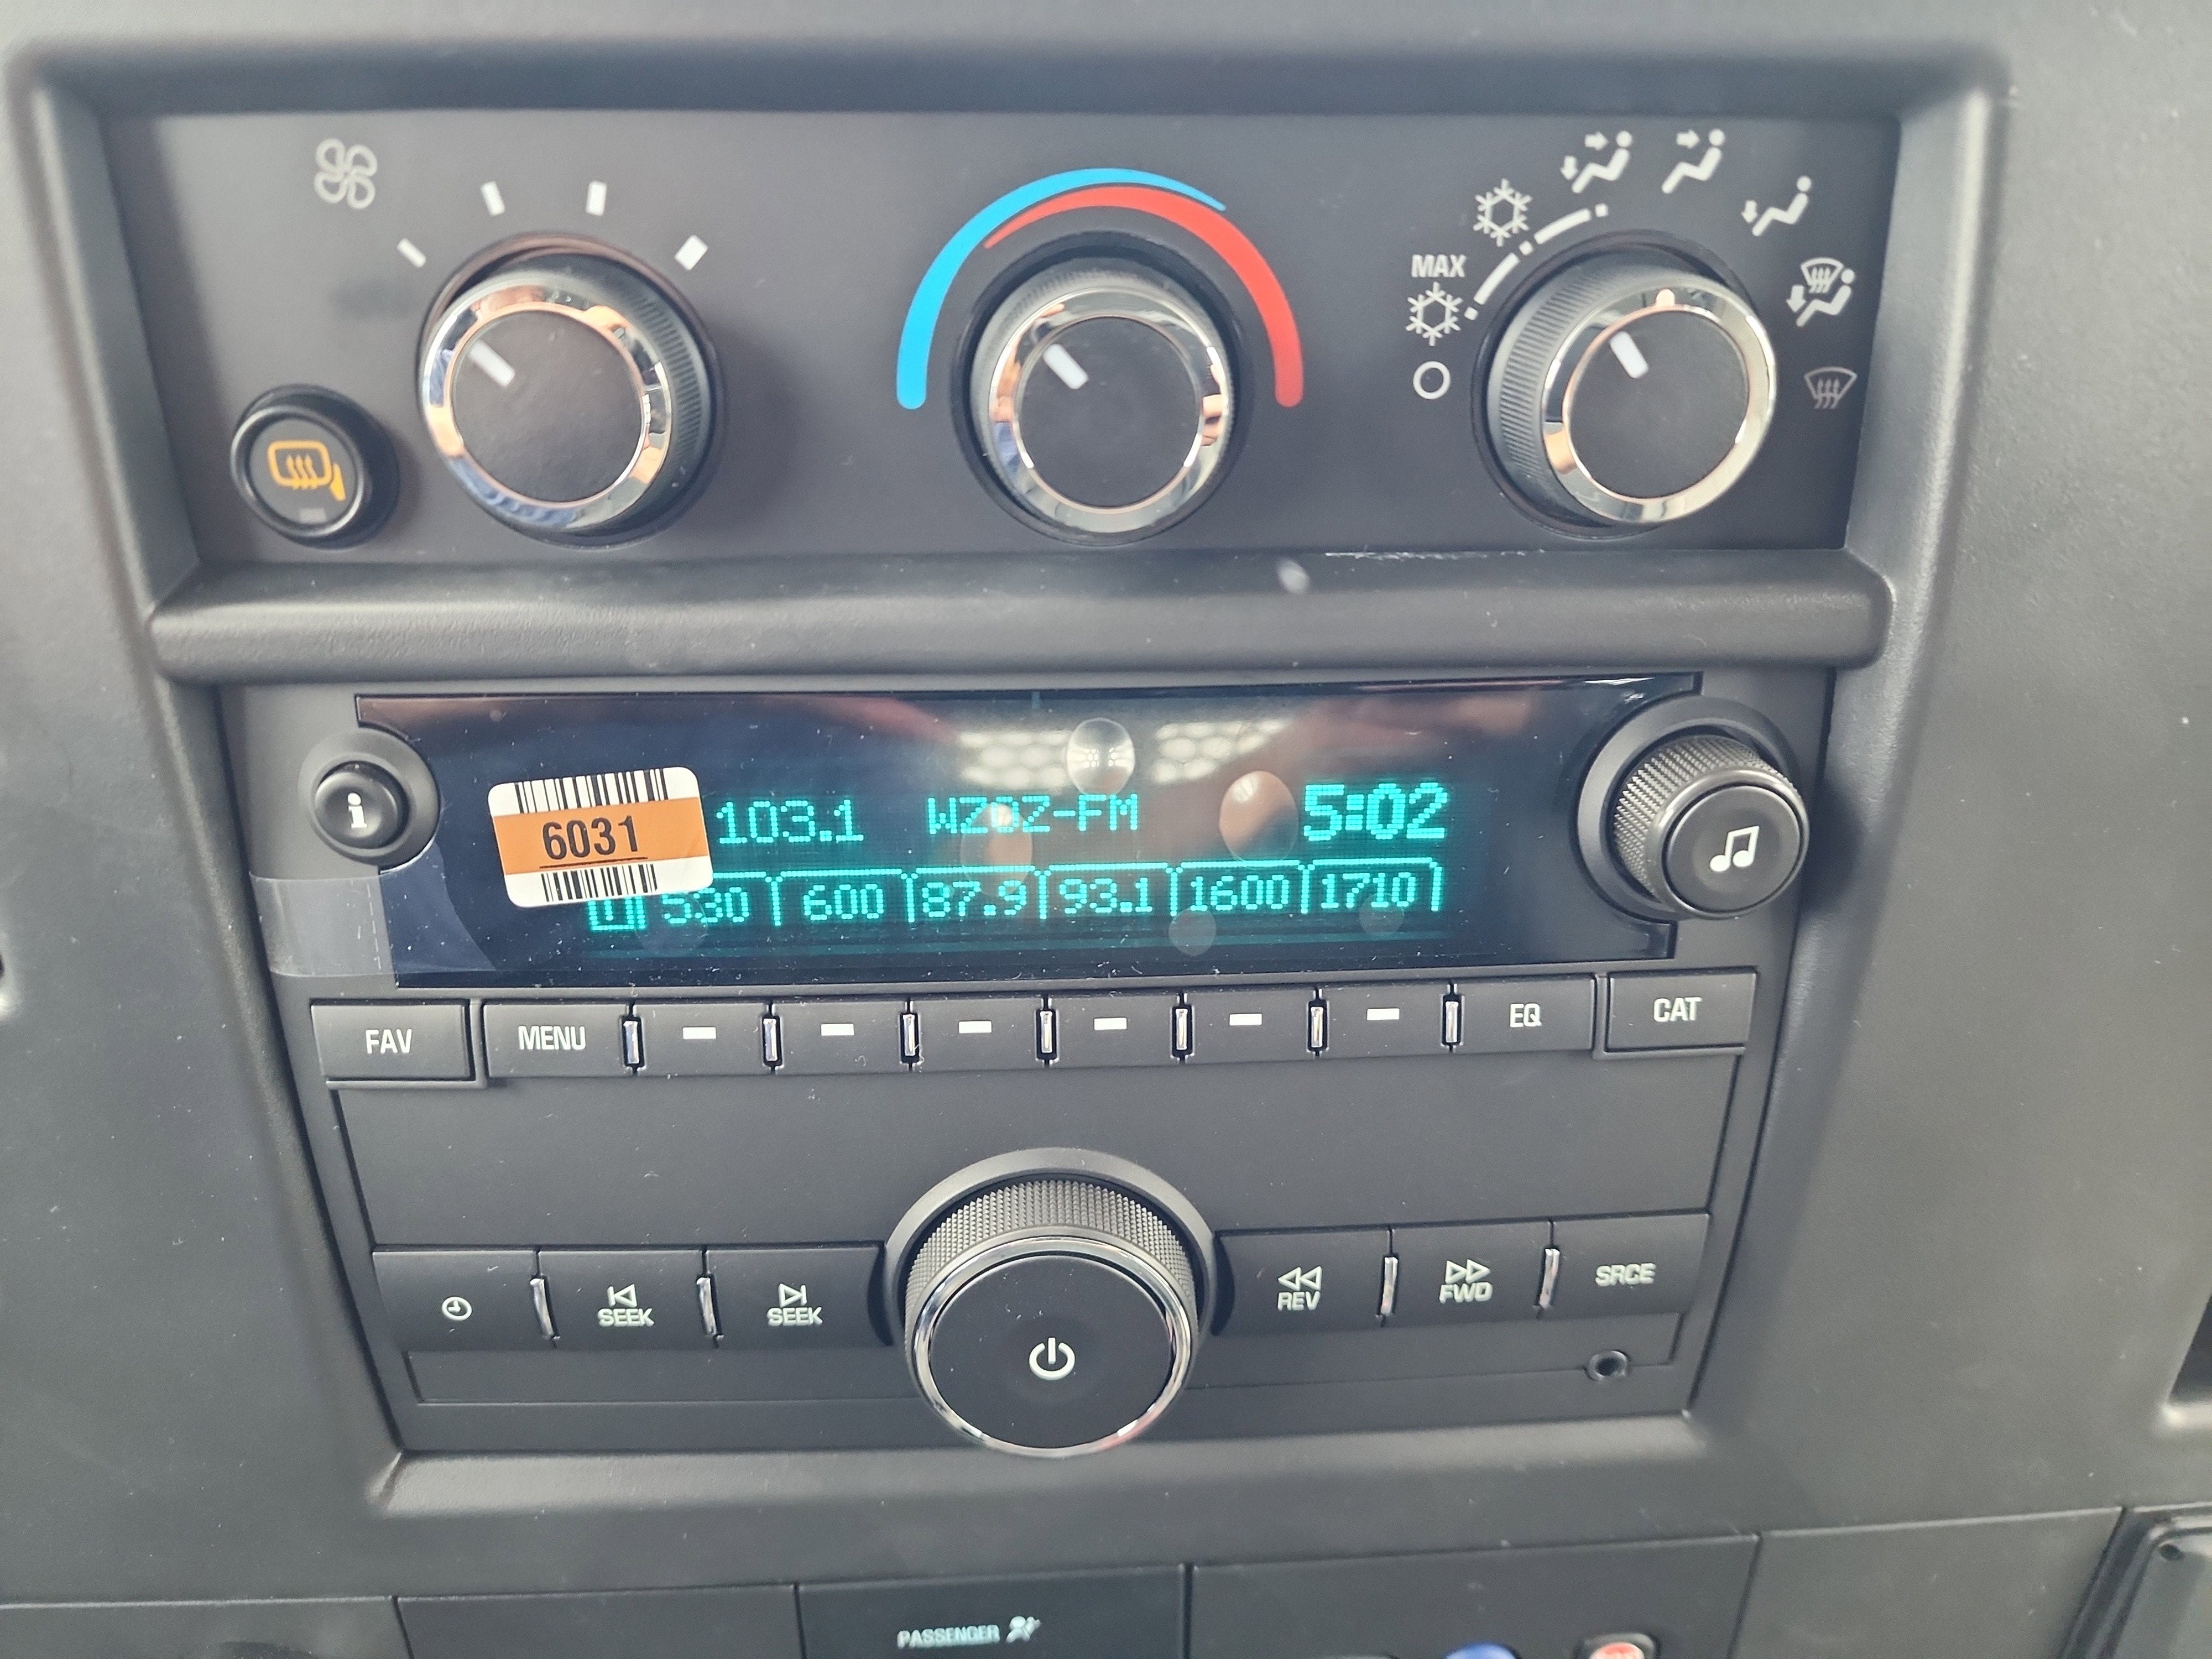 MAX
6031
103.1 WZOZ-FM 5:02
530 600 87.9 93.1 1600 1710
i
FAV MENU EQ CAT
SEEK SEEK REV FWD SRCE
PASSENGER